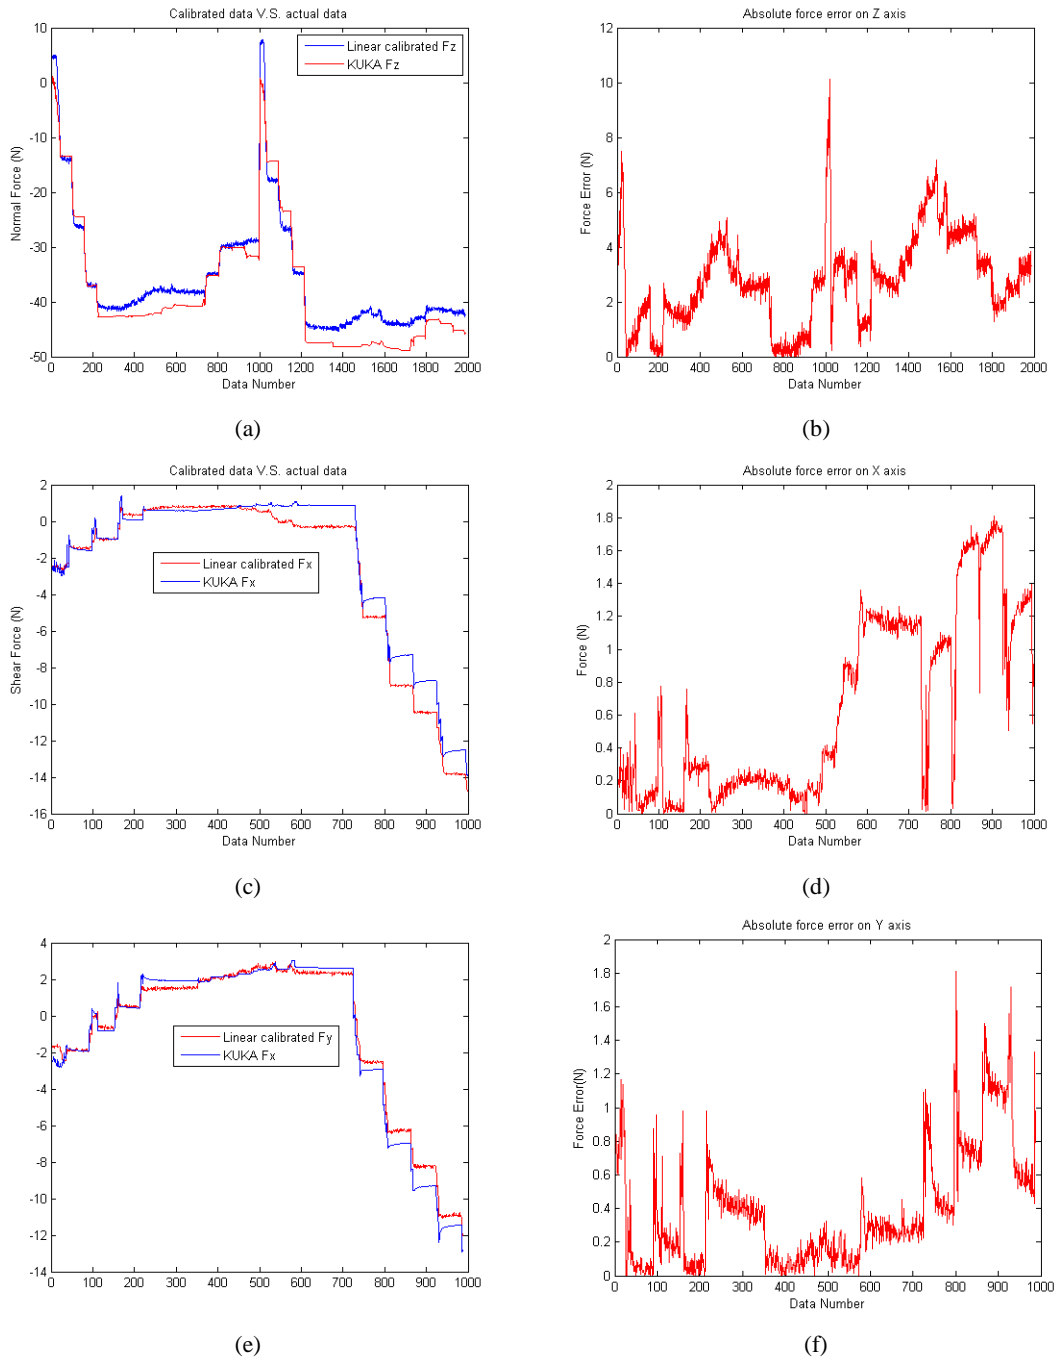 Calibrated data V.S. actual data
10
0
-10
-20
-30
-40
-50
Normal Force (N)
Linear calibrated Fz
KUKA Fz
0 200 400 600 800 1000 1200 1400 1600 1800 2000
Data Number
(a)
Absolute force error on Z axis
12
10
8
6
4
2
0
Force Error (N)
0 200 400 600 800 1000 1200 1400 1600 1800 2000
Data Number
(b)
Calibrated data V.S. actual data
2
0
-2
-4
-6
-8
-10
-12
-14
-16
Shear Force (N)
Linear calibrated Fx
KUKA Fx
0 100 200 300 400 500 600 700 800 900 1000
Data Number
(c)
Absolute force error on X axis
2
1.8
1.6
1.4
1.2
1
0.8
0.6
0.4
0.2
0
Force (N)
0 100 200 300 400 500 600 700 800 900 1000
Data Number
(d)
4
2
0
-2
-4
-6
-8
-10
-12
-14
Linear calibrated Fy
KUKA Fx
0 100 200 300 400 500 600 700 800 900 1000
Data Number
(e)
Absolute force error on Y axis
2
1.8
1.6
1.4
1.2
1
0.8
0.6
0.4
0.2
0
Force Error(N)
0 100 200 300 400 500 600 700 800 900 1000
Data Number
(f)